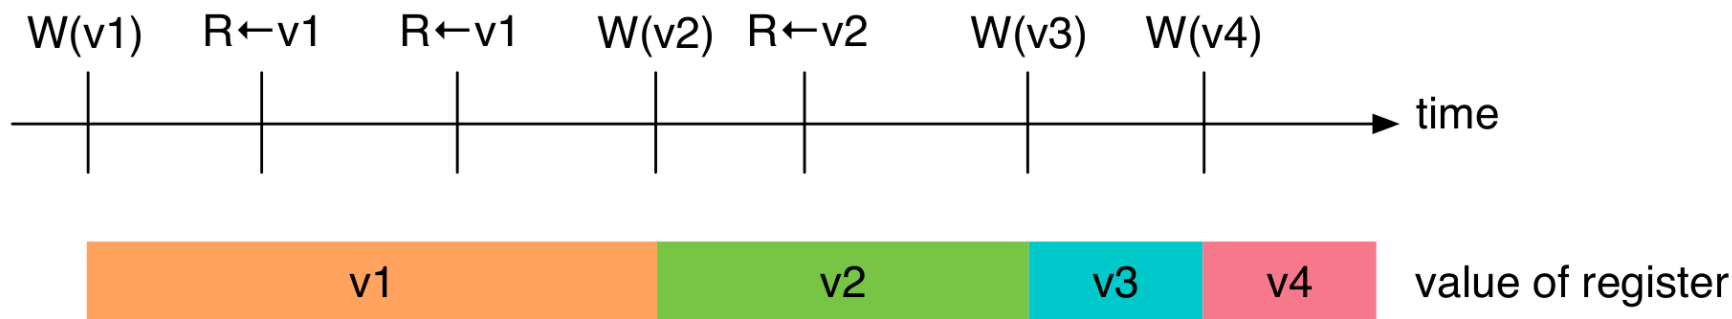 W(v1) R←v1 R←v1 W(v2) R←v2 W(v3) W(v4)
time
v1 v2 v3 v4 value of register